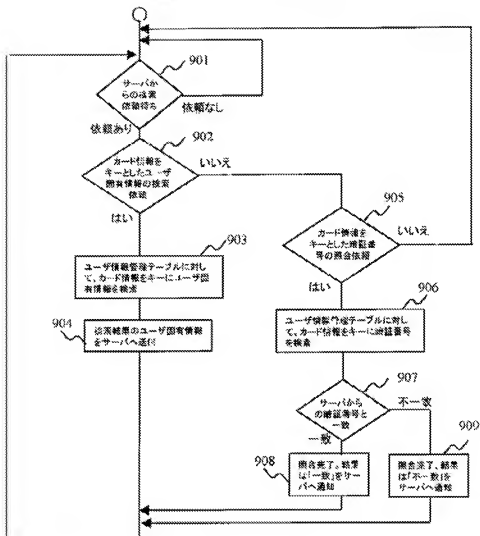 901
サーバか
らの検索
依頼待ち
依頼なし
依頼あり
902
カード情報を
キーとしたユーザ
固有情報の検索
依頼
いいえ
はい
903
ユーザ情報管理テーブルに対し
て、カード情報をキーにユーザ固
有情報を検索
904
検索結果のユーザ固有情報
をサーバへ送付
905
カード情報を
キーとした暗証番
号の照合依頼
いいえ
はい
906
ユーザ情報管理テーブルに対し
て、カード情報をキーに暗証番号
を検索
907
サーバから
の暗証番号と
一致
不一致
一致
908
照合完了。結果
は「一致」をサー
バへ通知
909
照合完了、結果
は「不一致」を
サーバへ通知